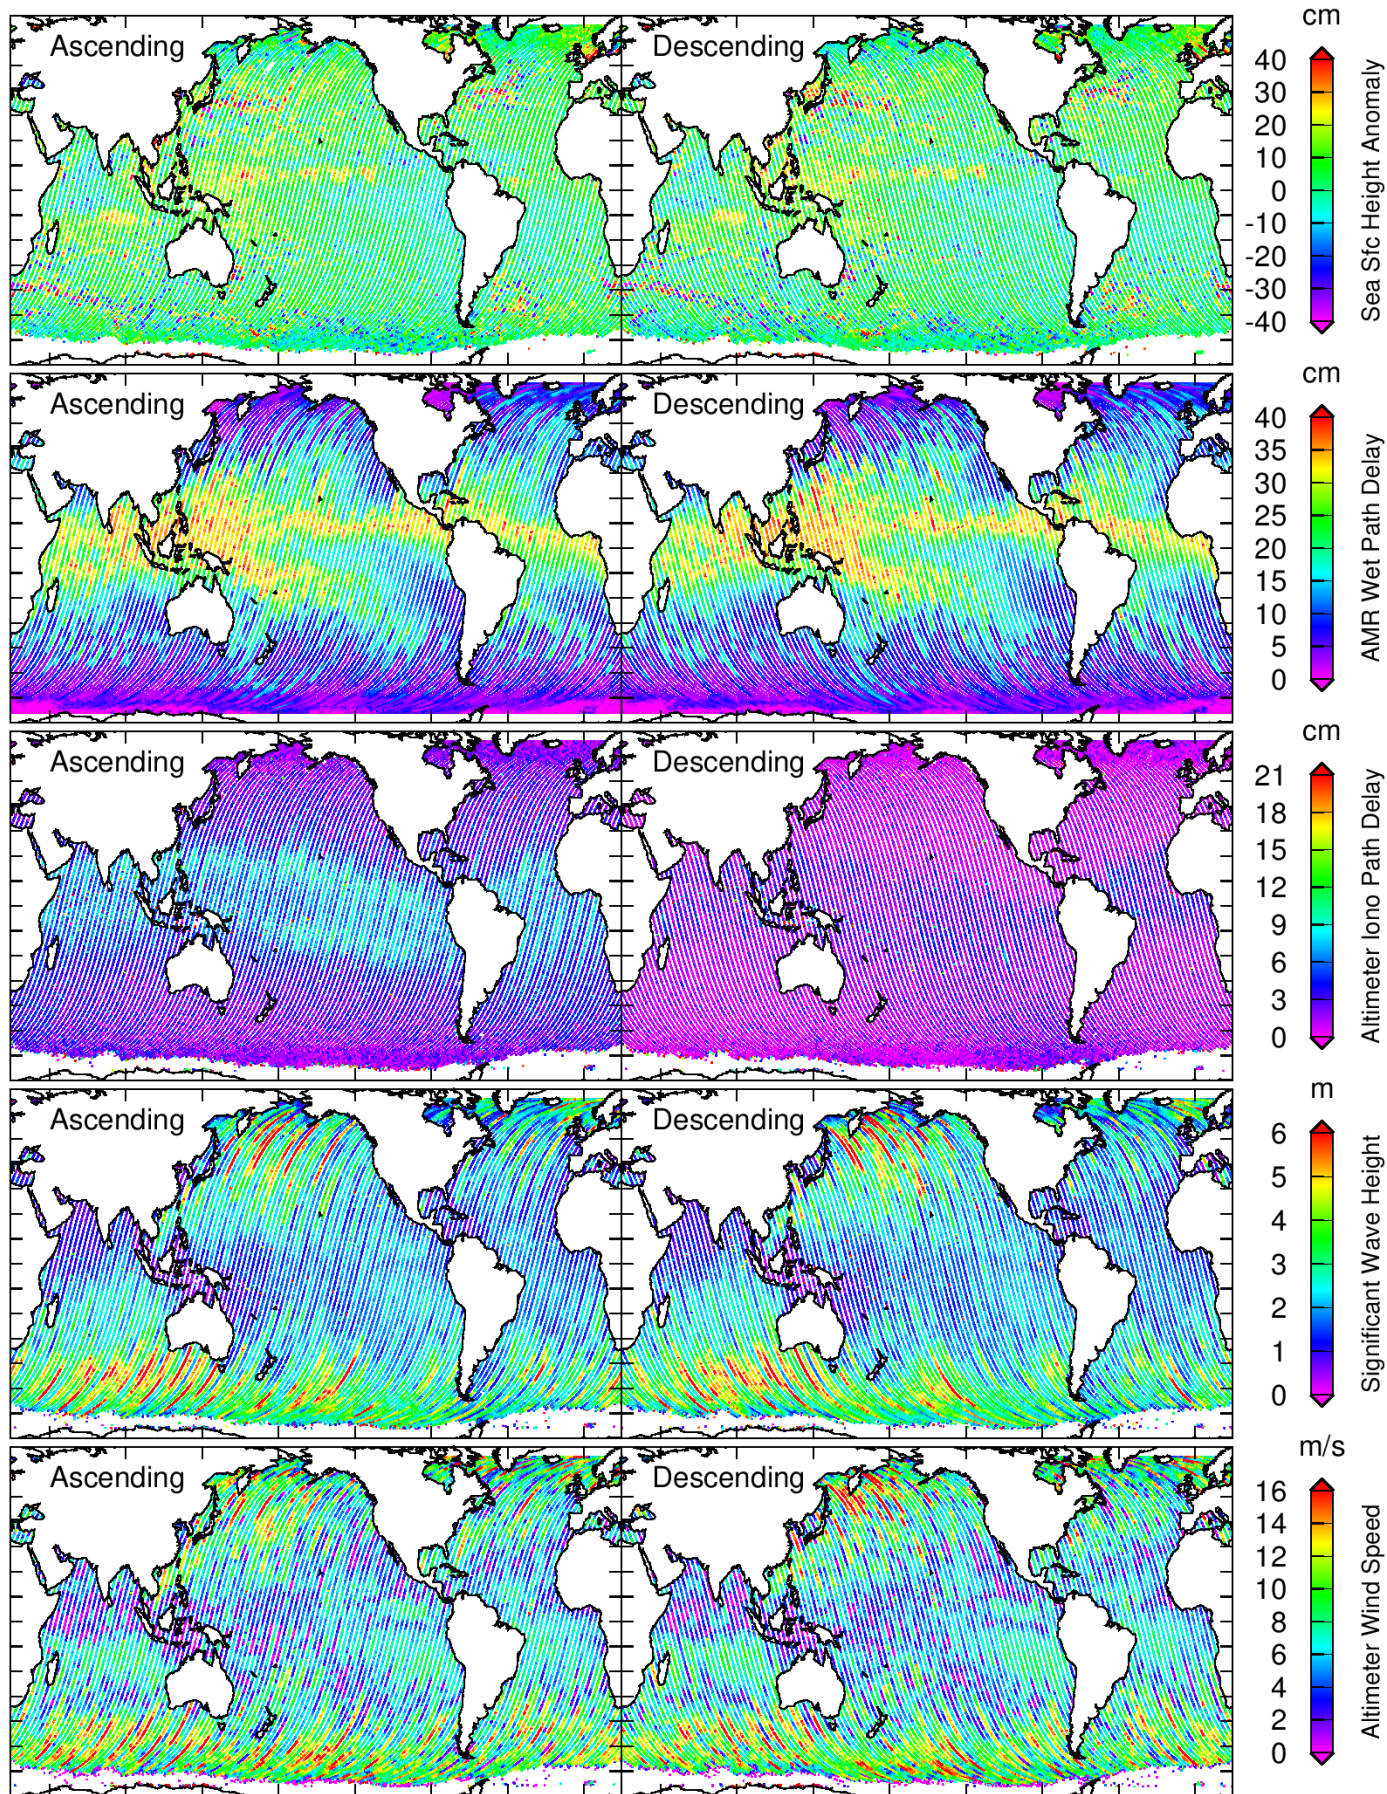 cm
Ascending
Descending
40
30
20
10
0
-10
-20
-30
-40
Sea Sfc Height Anomaly
cm
Ascending
Descending
40
35
30
25
20
15
10
5
0
AMR Wet Path Delay
cm
Ascending
Descending
21
18
15
12
9
6
3
0
Altimeter Iono Path Delay
m
Ascending
Descending
6
5
4
3
2
1
0
Significant Wave Height
m/s
Ascending
Descending
16
14
12
10
8
6
4
2
0
Altimeter Wind Speed